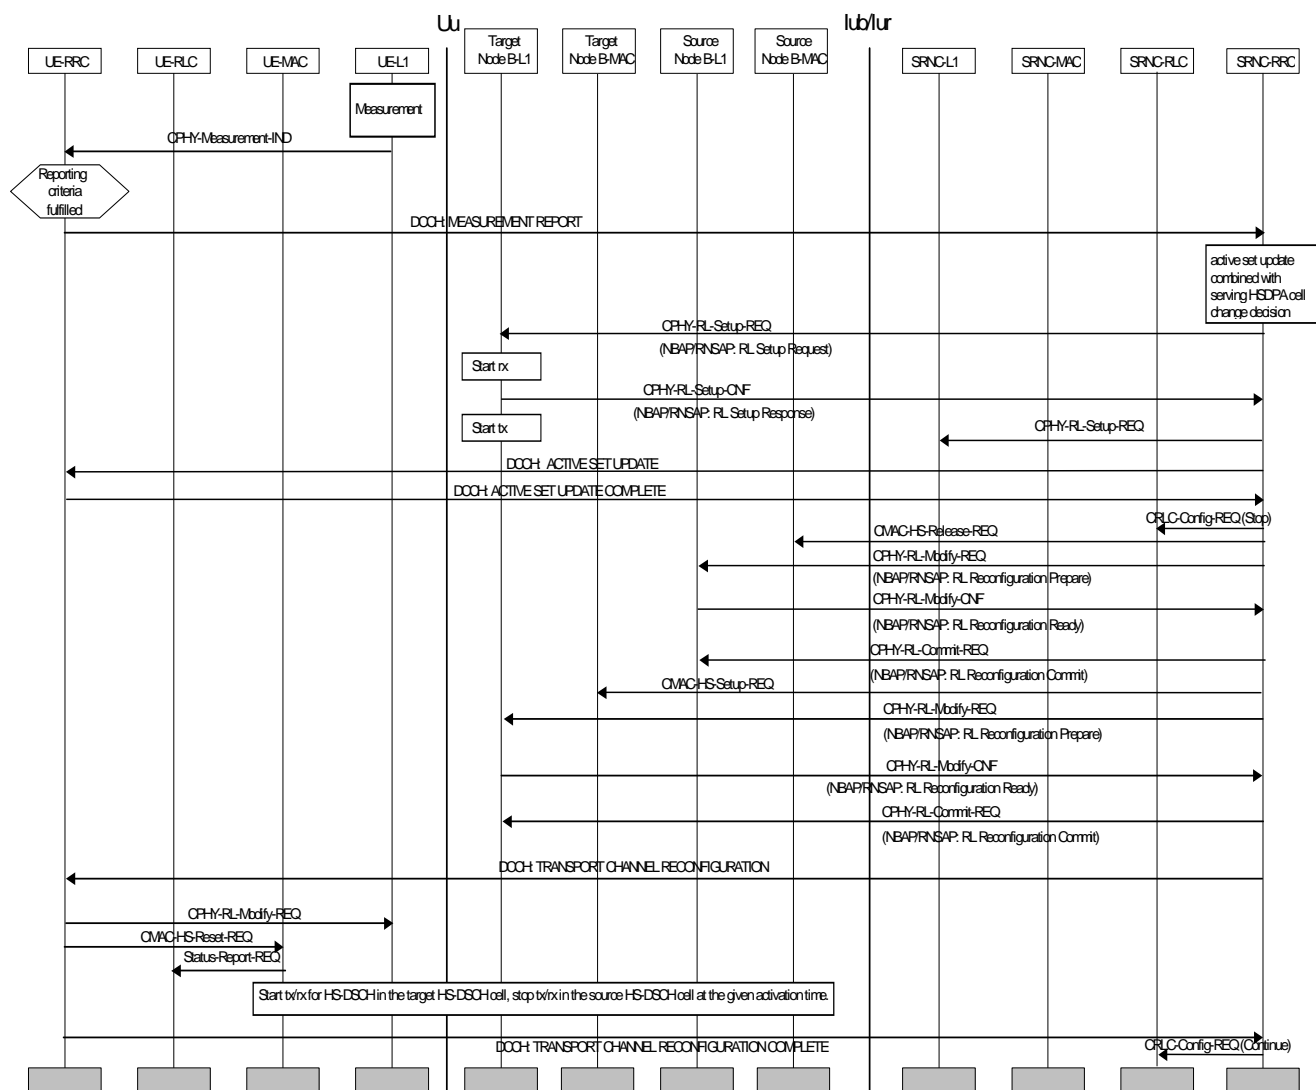 Uu
Iub/Iur
UE-RRC
UE-RLC
UE-MAC
UE-L1
Target
Node B-L1
Target
Node B-MAC
Source
Node B-L1
Source
Node B-MAC
SRNC-L1
SRNC-MAC
SRNC-RLC
SRNC-RRC
Measurement
CPHY-Measurement-IND
Reporting
criteria
fulfilled
DCCH: MEASUREMENT REPORT
active set update
combined with
serving HSDPA cell
change decision
CPHY-RL-Setup-REQ
(NBAP/RNSAP: RL Setup Request)
Start rx
CPHY-RL-Setup-CNF
(NBAP/RNSAP: RL Setup Response)
Start tx
CPHY-RL-Setup-REQ
DCCH: ACTIVE SET UPDATE
DCCH: ACTIVE SET UPDATE COMPLETE
CRLC-Config-REQ (Stop)
CMAC-HS-Release-REQ
CPHY-RL-Modify-REQ
(NBAP/RNSAP: RL Reconfiguration Prepare)
CPHY-RL-Modify-CNF
(NBAP/RNSAP: RL Reconfiguration Ready)
CPHY-RL-Commit-REQ
(NBAP/RNSAP: RL Reconfiguration Commit)
CMAC-HS-Setup-REQ
CPHY-RL-Modify-REQ
(NBAP/RNSAP: RL Reconfiguration Prepare)
CPHY-RL-Modify-CNF
(NBAP/RNSAP: RL Reconfiguration Ready)
CPHY-RL-Commit-REQ
(NBAP/RNSAP: RL Reconfiguration Commit)
DCCH: TRANSPORT CHANNEL RECONFIGURATION
CPHY-RL-Modify-REQ
CMAC-HS-Reset-REQ
Status-Report-REQ
Start tx/rx for HS-DSCH in the target HS-DSCH cell, stop tx/rx in the source HS-DSCH cell at the given activation time.
DCCH: TRANSPORT CHANNEL RECONFIGURATION COMPLETE
CRLC-Config-REQ (Continue)